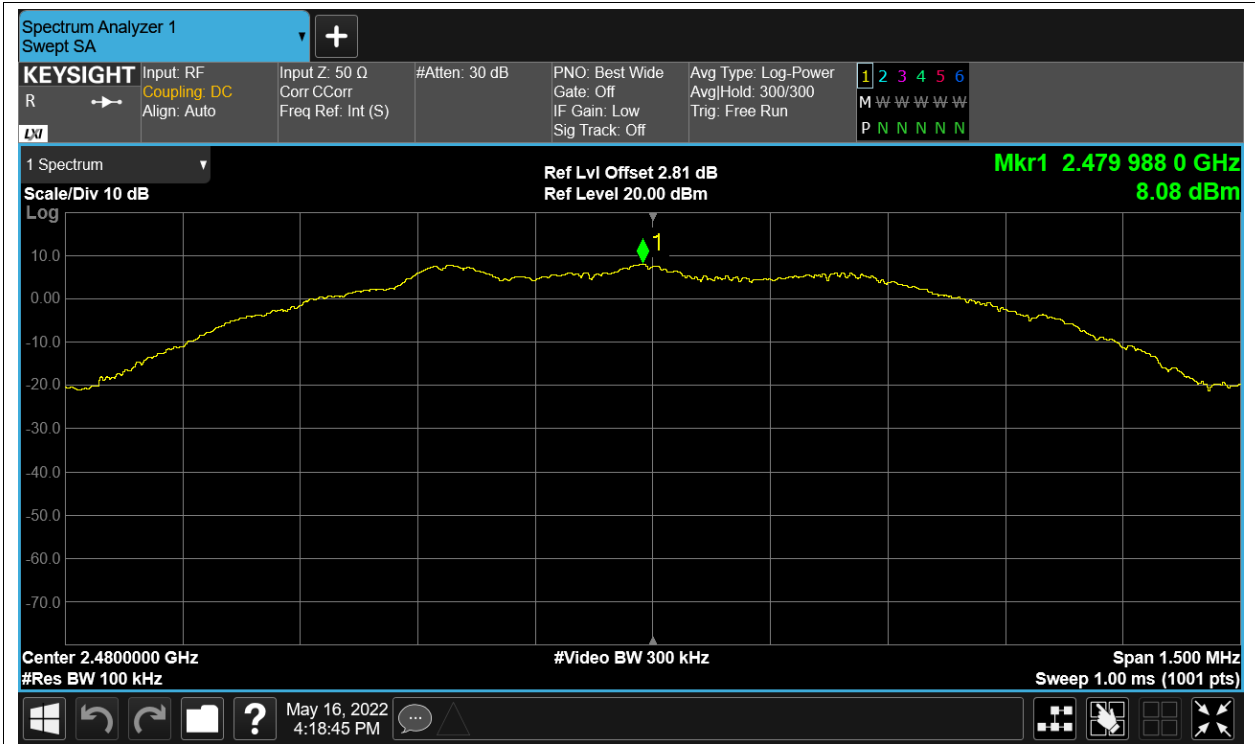 Spectrum Analyzer 1
Swept SA
KEYSIGHT
R
LXI
Input: RF
Coupling: DC
Align: Auto
Input Z: 50 Ω
Corr CCorr
Freq Ref: Int (S)
#Atten: 30 dB
PNO: Best Wide
Gate: Off
IF Gain: Low
Sig Track: Off
Avg Type: Log-Power
Avg|Hold: 300/300
Trig: Free Run
1 2 3 4 5 6
M W W W W W
P N N N N N
1 Spectrum
Scale/Div 10 dB
Log
Ref Lvl Offset 2.81 dB
Ref Level 20.00 dBm
Mkr1 2.479 988 0 GHz
8.08 dBm
1
10.0
0.00
-10.0
-20.0
-30.0
-40.0
-50.0
-60.0
-70.0
Center 2.4800000 GHz
#Res BW 100 kHz
#Video BW 300 kHz
Span 1.500 MHz
Sweep 1.00 ms (1001 pts)
?
May 16, 2022
4:18:45 PM